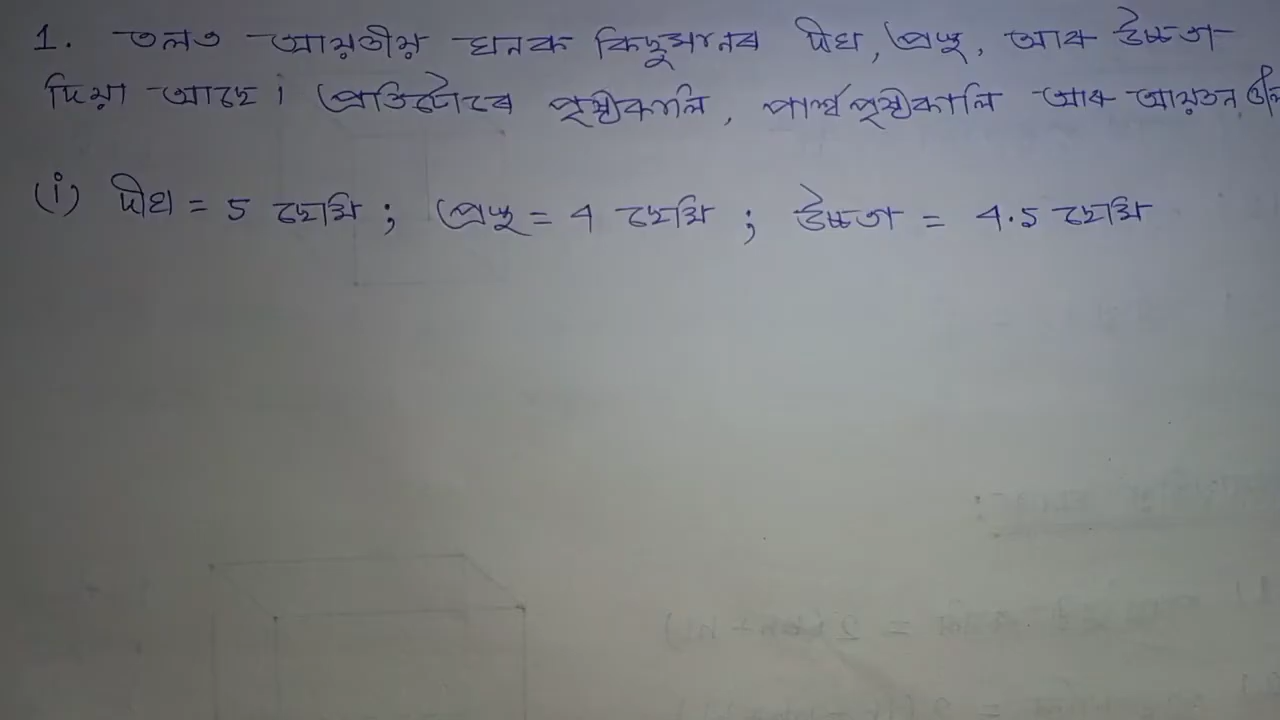 1. তলত আয়তীয় ঘনক কিছুমানৰ দীঘ, প্ৰস্থ, আৰু উচ্চতা
দিয়া আছে। প্ৰতিটোৰে পৃষ্ঠকালি, পাৰ্শ্বপৃষ্ঠকালি আৰু আয়তন
(i) দীঘ = 5 ছেমি ; প্ৰস্থ = 4 ছেমি ; উচ্চতা = 4.5 ছেমি